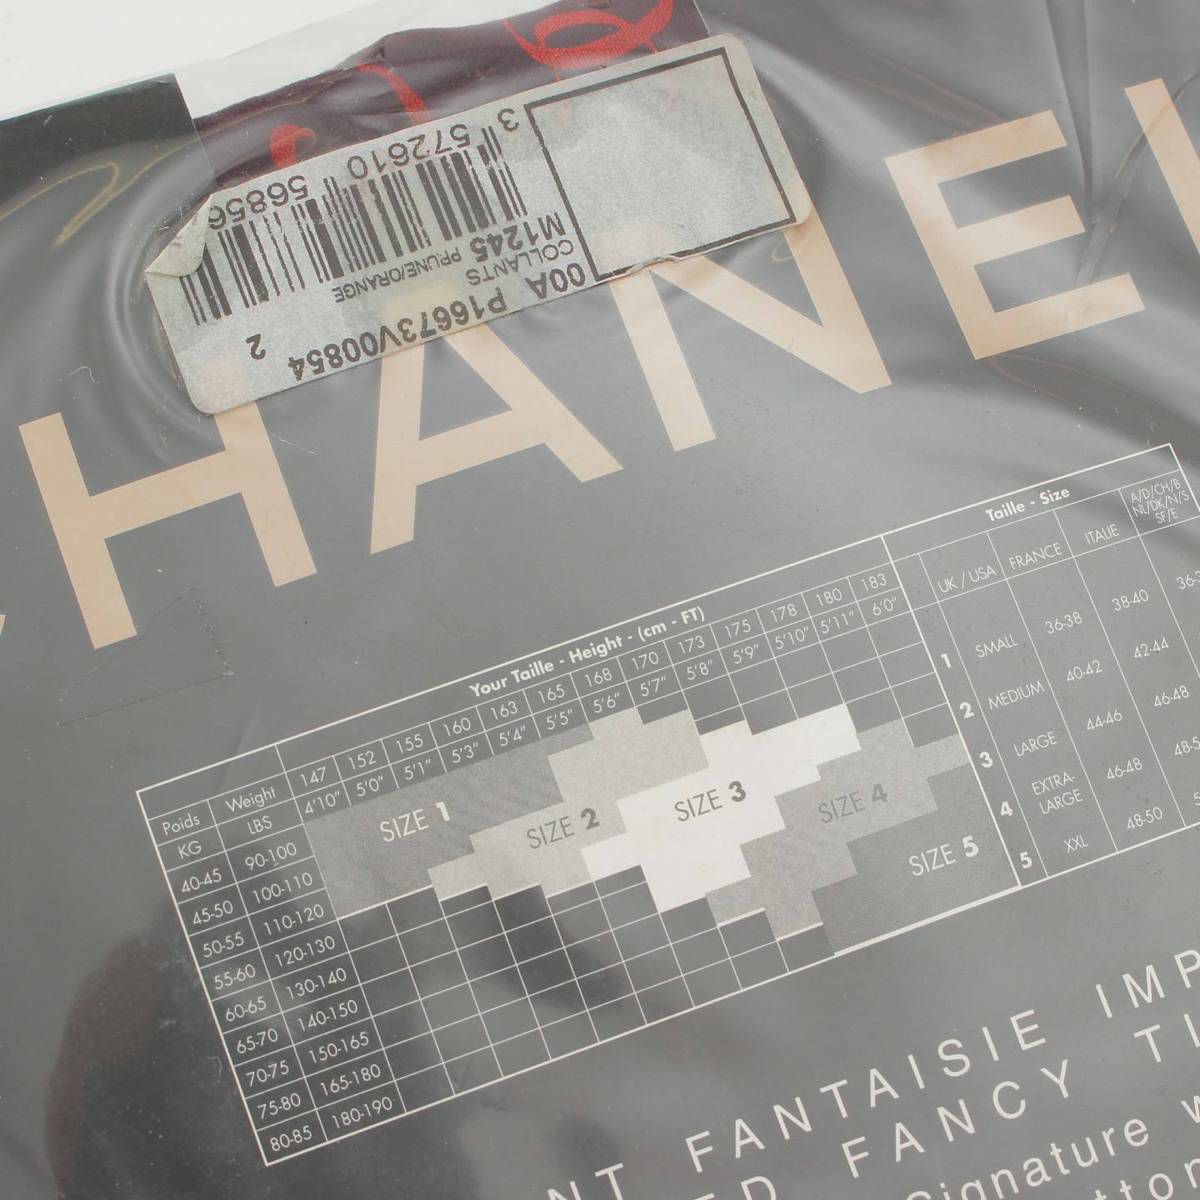 CHANEL
3 572610 56856 2
M1245
COLLANTS PRUNE/ORANGE
00A P16673V00854
Taille - Size
UK / USA FRANCE ITALIE A/D/CH/B
NL/DK/N/S
SF/E
1 SMALL 36-38 38-40
2 MEDIUM 40-42 42-44
3 LARGE 44-46 46-48
4 EXTRA-
LARGE 46-48
5 XXL 48-50
Your Taille - Height - (cm - FT)
147 152 155 160 163 165 168 170 173 175 178 180 183
4'10" 5'0" 5'1" 5'3" 5'4" 5'5" 5'6" 5'7" 5'8" 5'9" 5'10" 5'11" 6'0"
Poids Weight
KG LBS
40-45 90-100
45-50 100-110
50-55 110-120
55-60 120-130
60-65 130-140
65-70 140-150
70-75 150-165
75-80 165-180
80-85 180-190
SIZE 1
SIZE 2
SIZE 3
SIZE 4
SIZE 5
FANTAISIE
FANCY
Signature